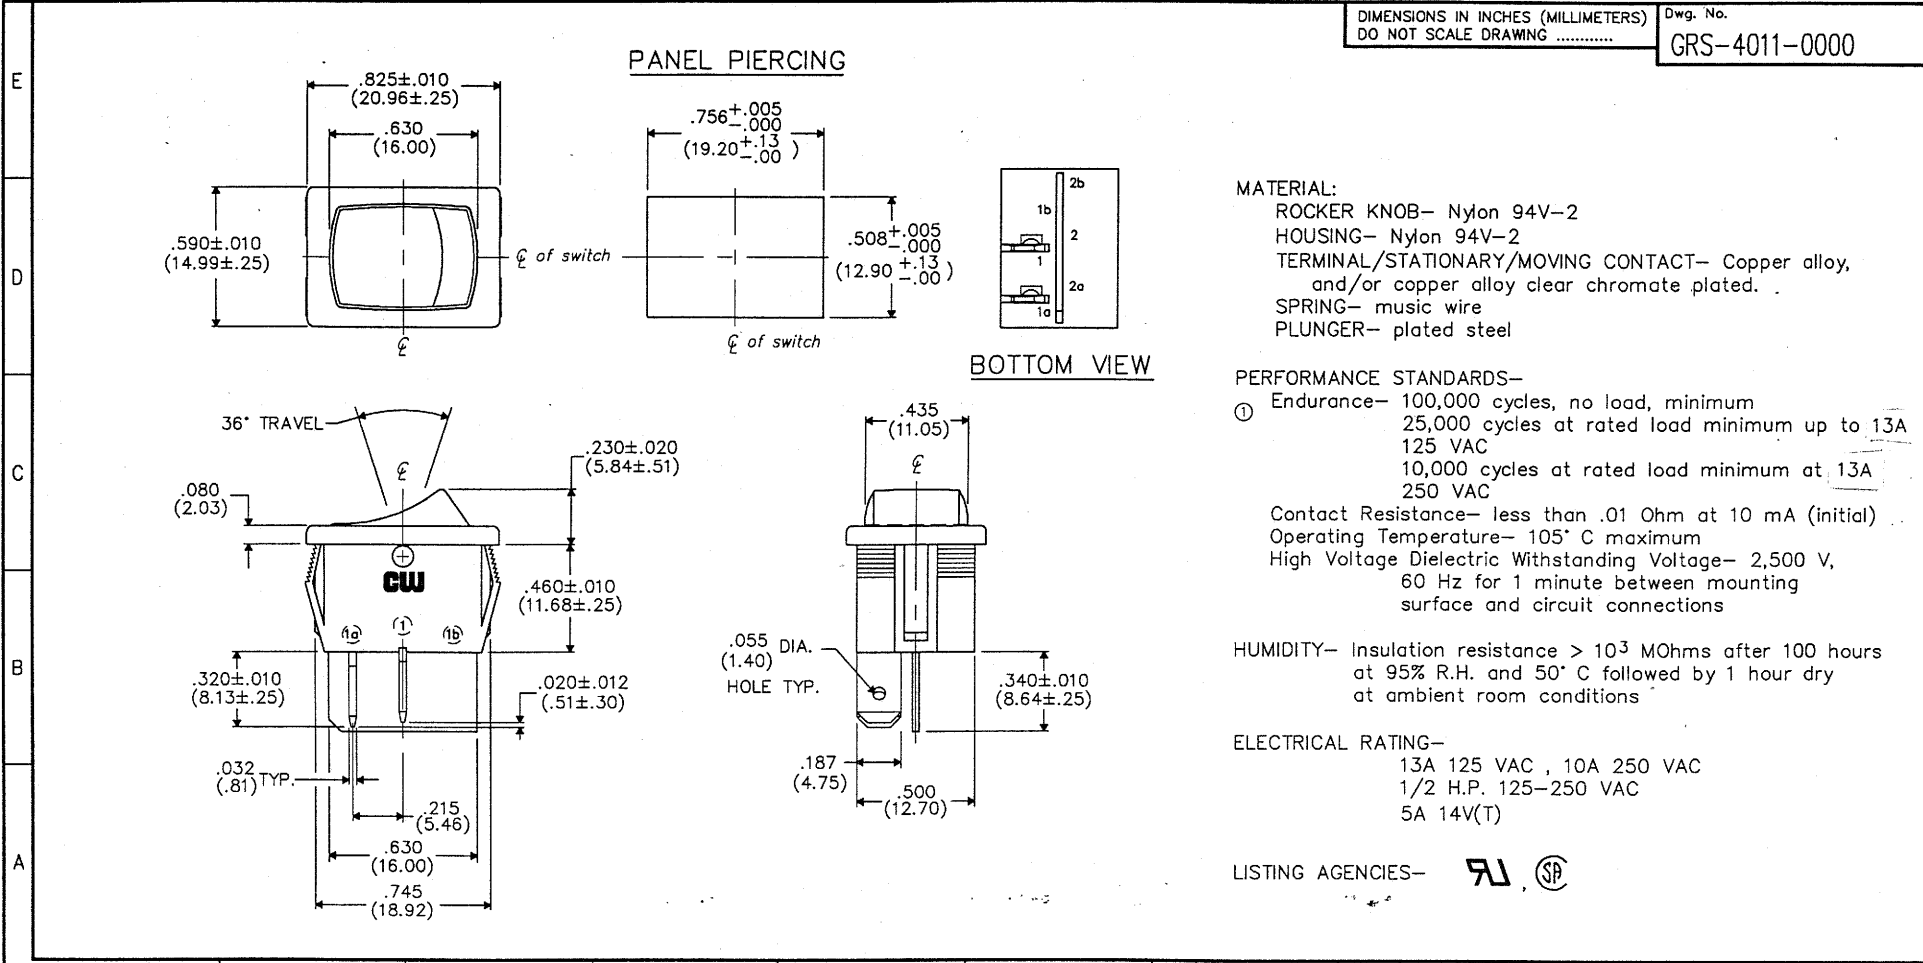 DIMENSIONS IN INCHES (MILLIMETERS)
DO NOT SCALE DRAWING ............
Dwg. No.
GRS-4011-0000
E
D
C
B
A
PANEL PIERCING
.825±.010
(20.96±.25)
.630
(16.00)
.590±.010
(14.99±.25)
℄ of switch
℄
.756+.005
-.000
(19.20+.13
-.00 )
.508+.005
-.000
(12.90 +.13
-.00 )
℄ of switch
2b
1b
2
1
2a
1a
BOTTOM VIEW
36° TRAVEL
℄
.230±.020
(5.84±.51)
.080
(2.03)
CW
.460±.010
(11.68±.25)
1a
1
1b
.320±.010
(8.13±.25)
.020±.012
(.51±.30)
.032
(.81) TYP.
.215
(5.46)
.630
(16.00)
.745
(18.92)
.435
(11.05)
℄
.055 DIA.
(1.40)
HOLE TYP.
.340±.010
(8.64±.25)
.187
(4.75)
.500
(12.70)
MATERIAL:
ROCKER KNOB- Nylon 94V-2
HOUSING- Nylon 94V-2
TERMINAL/STATIONARY/MOVING CONTACT- Copper alloy,
and/or copper alloy clear chromate plated.
SPRING- music wire
PLUNGER- plated steel
PERFORMANCE STANDARDS-
① Endurance- 100,000 cycles, no load, minimum
25,000 cycles at rated load minimum up to 13A
125 VAC
10,000 cycles at rated load minimum at 13A
250 VAC
Contact Resistance- less than .01 Ohm at 10 mA (initial)
Operating Temperature- 105° C maximum
High Voltage Dielectric Withstanding Voltage- 2,500 V,
60 Hz for 1 minute between mounting
surface and circuit connections
HUMIDITY- Insulation resistance > 10³ MOhms after 100 hours
at 95% R.H. and 50° C followed by 1 hour dry
at ambient room conditions
ELECTRICAL RATING-
13A 125 VAC , 10A 250 VAC
1/2 H.P. 125-250 VAC
5A 14V(T)
LISTING AGENCIES- RU , SA